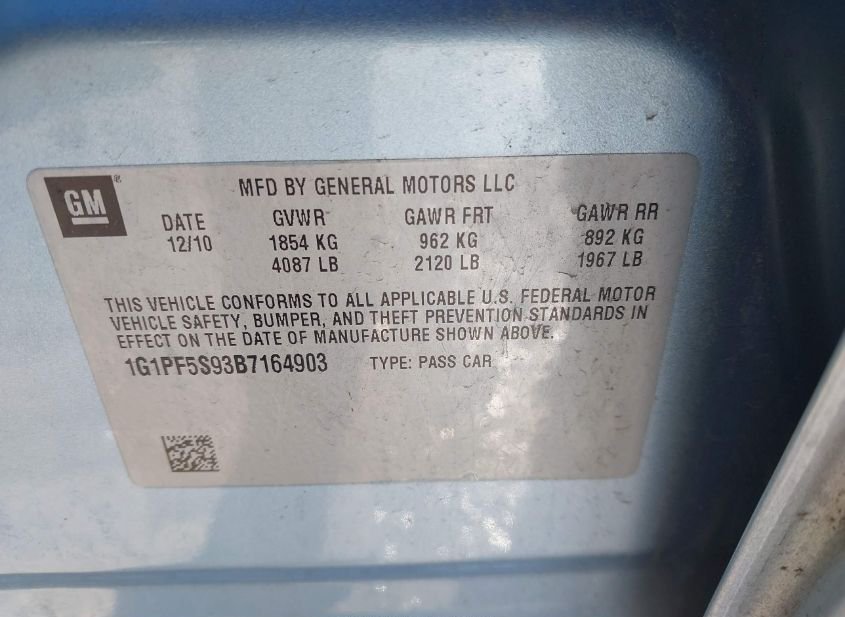 GM ®
MFD BY GENERAL MOTORS LLC
DATE GVWR GAWR FRT GAWR RR
12/10 1854 KG 962 KG 892 KG
4087 LB 2120 LB 1967 LB
THIS VEHICLE CONFORMS TO ALL APPLICABLE U.S. FEDERAL MOTOR
VEHICLE SAFETY, BUMPER, AND THEFT PREVENTION STANDARDS IN
EFFECT ON THE DATE OF MANUFACTURE SHOWN ABOVE.
1G1PF5S93B7164903 TYPE: PASS CAR